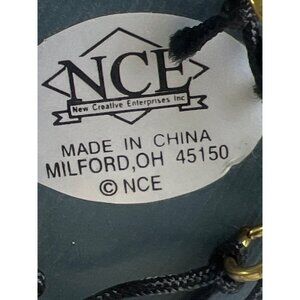 NCE
New Creative Enterprises Inc
MADE IN CHINA
MILFORD, OH 45150
© NCE